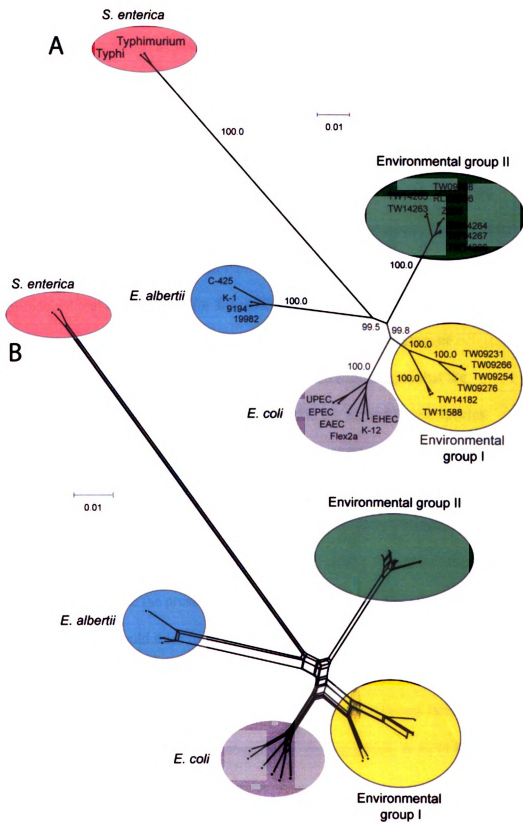 S. enterica
A
Typhimurium
Typhi
100.0
0.01
Environmental group II
TW14263
100.0
S. enterica
E. albertii
C-425
K-1
9194
19982
100.0
99.5
99.8
B
100.0
100.0
100.0
100.0
TW09231
TW09266
TW09254
TW09276
TW14182
TW11588
E. coli
UPEC
EPEC
EAEC
Flex2a
K-12
EHEC
Environmental
group I
0.01
Environmental group II
E. albertii
E. coli
Environmental
group I